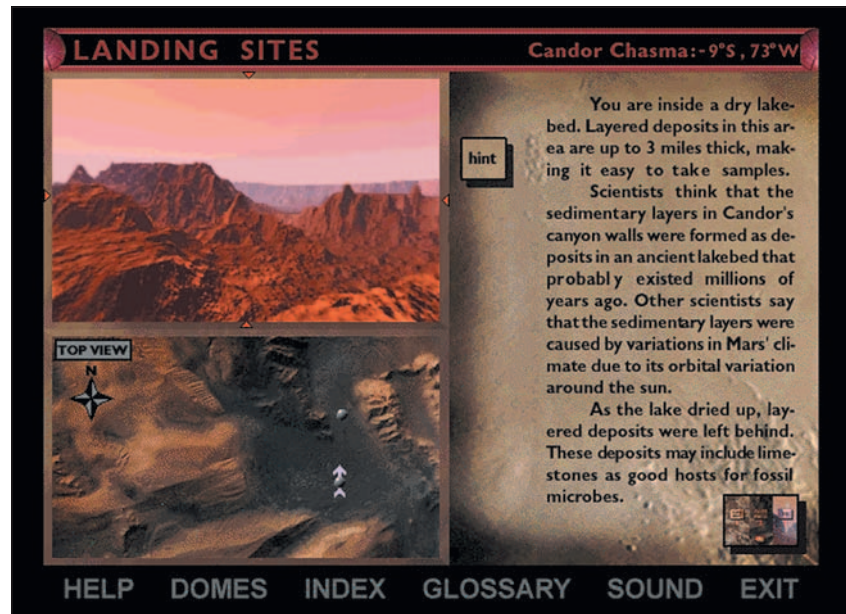 LANDING SITES
Candor Chasma:-9°S, 73°W
hint
You are inside a dry lake-
bed. Layered deposits in this ar-
ea are up to 3 miles thick, mak-
ing it easy to take samples.
Scientists think that the
sedimentary layers in Candor's
canyon walls were formed as de-
posits in an ancient lakebed that
probably existed millions of
years ago. Other scientists say
that the sedimentary layers were
caused by variations in Mars' cli-
mate due to its orbital variation
around the sun.
As the lake dried up, lay-
ered deposits were left behind.
These deposits may include lime-
stones as good hosts for fossil
microbes.
TOP VIEW
N
HELP DOMES INDEX GLOSSARY SOUND EXIT